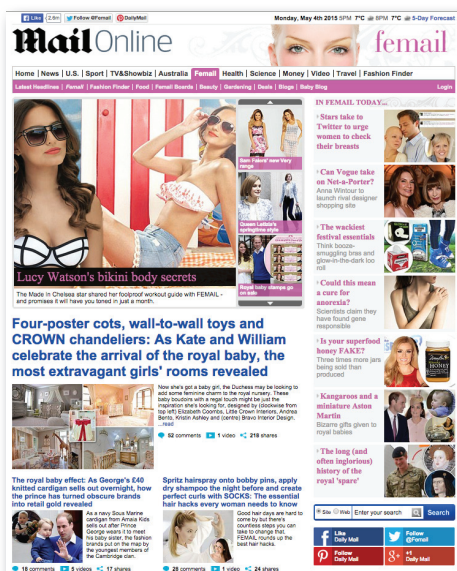 Like 2.6m Follow @Femail DailyMail
Monday, May 4th 2015 5PM 7°C 8PM 7°C 5-Day Forecast
Mail Online
femail
Home News U.S. Sport TV&Showbiz Australia Femail Health Science Money Video Travel Fashion Finder
Latest Headlines Femail Fashion Finder Food Femail Boards Beauty Gardening Deals Blogs Baby Blog Login
Lucy Watson's bikini body secrets
The Made in Chelsea star shared her foolproof workout guide with FEMAIL -
and promises it will have you toned in just a month.
Sam Faiers' new Very
range
Queen Letizia's
springtime style
Royal baby stamps go
on sale
Four-poster cots, wall-to-wall toys and
CROWN chandeliers: As Kate and William
celebrate the arrival of the royal baby, the
most extravagant girls' rooms revealed
Now she's got a baby girl, the Duchess may be looking to
add some feminine charm to the royal nursery. These
baby boudoirs with a regal touch might be just the
inspiration she's looking for, designed by (clockwise from
top left) Elizabeth Coombs, Little Crown Interiors, Andrea
Bento, Kristin Ashley and (centre) Bravo Interior Design.
...read
52 comments 1 video 218 shares
The royal baby effect: As George's £40
knitted cardigan sells out overnight, how
the prince has turned obscure brands
into retail gold revealed
As a navy Sous Marine
cardigan from Amaia Kids
sells out after Prince
George wears it to meet
his baby sister, the fashion
brands put on the map by
the youngest members of
the Cambridge clan.
18 comments 5 videos 17 shares
Spritz hairspray onto bobby pins, apply
dry shampoo the night before and create
perfect curls with SOCKS: The essential
hair hacks every woman needs to know
Good hair days are hard to
come by but there's
countless steps you can
take to change that.
FEMAIL rounds up the
best hair hacks.
28 comments 1 video 24 shares
IN FEMAIL TODAY...
Stars take to
Twitter to urge
women to check
their breasts
Can Vogue take
on Net-a-Porter?
Anna Wintour to
launch rival designer
shopping site
The wackiest
festival essentials
Think booze-
smuggling bras and
glow-in-the-dark loo
roll
Could this mean
a cure for
anorexia?
Scientists claim they
have found gene
responsible
Is your superfood
honey FAKE?
Three times more jars
being sold than
produced
HONEY
Kangaroos and a
miniature Aston
Martin
Bizarre gifts given to
royal babies
The long (and
often inglorious)
history of the
royal 'spare'
Site Web Enter your search Search
Like
Daily Mail
Follow
@Femail
Follow
Daily Mail
+1
Daily Mail